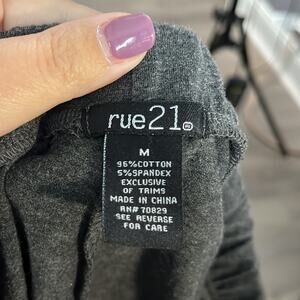 rue21
M
95%COTTON
5%SPANDEX
EXCLUSIVE
OF TRIMS
MADE IN CHINA
RN# 70829
SEE REVERSE
FOR CARE